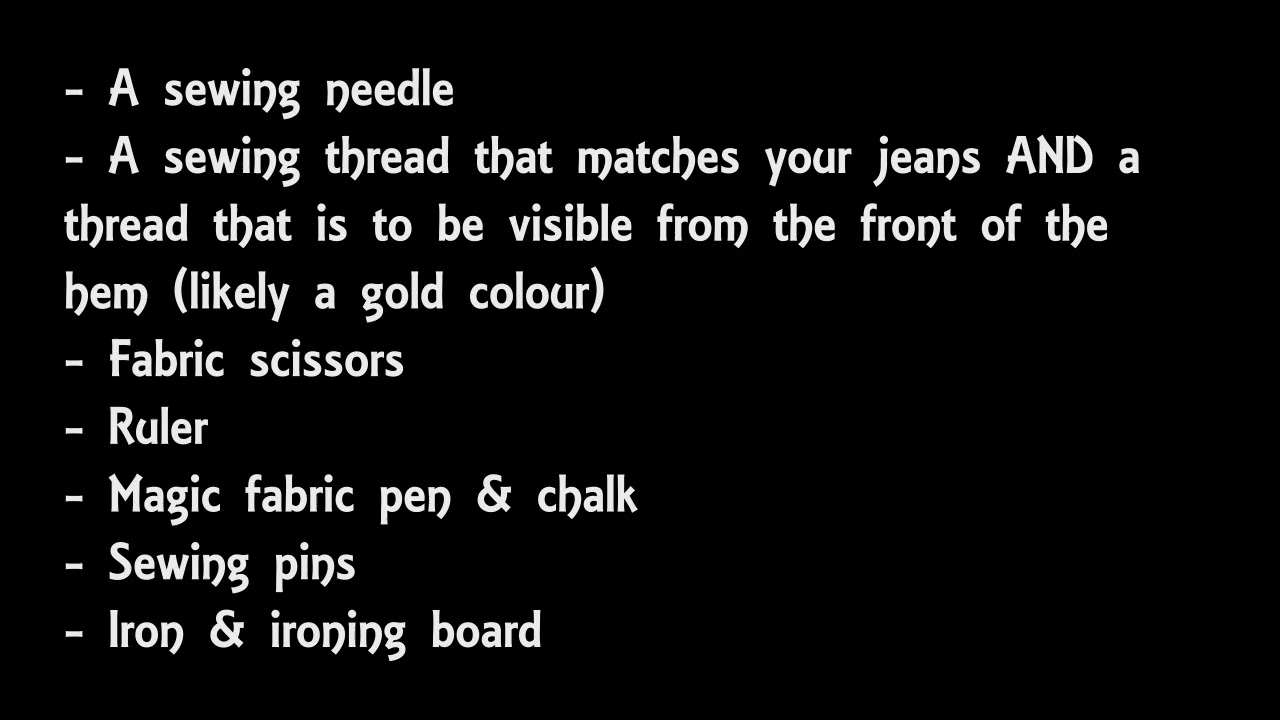 - A sewing needle
- A sewing thread that matches your jeans AND a
thread that is to be visible from the front of the
hem (likely a gold colour)
- Fabric scissors
- Ruler
- Magic fabric pen & chalk
- Sewing pins
- Iron & ironing board